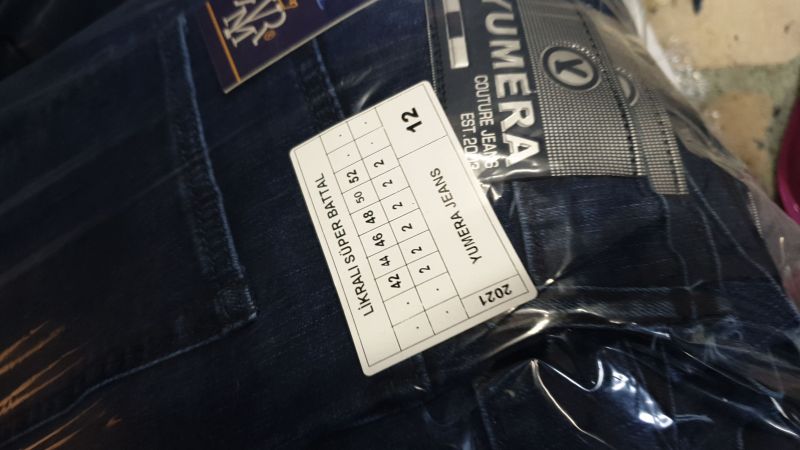 YUMERA
COUTURE JEANS
LİKRALI SÜPER BATTAL
. . 42 44 46 48 50 52 . .
. . 2 2 2 2 2 2 . .
2021 YUMERA JEANS 12